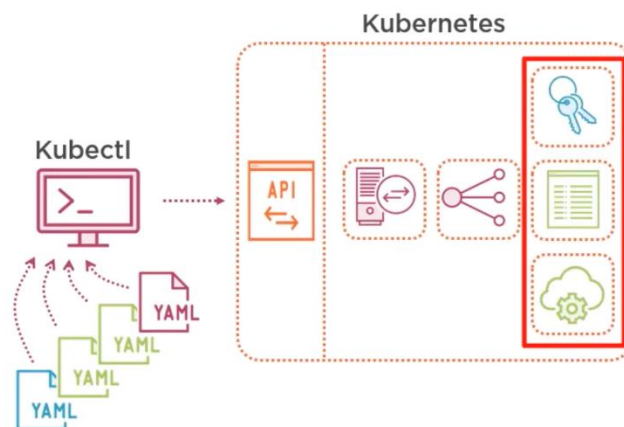 Kubernetes
Kubectl
>_
API
YAML
YAML
YAML
YAML